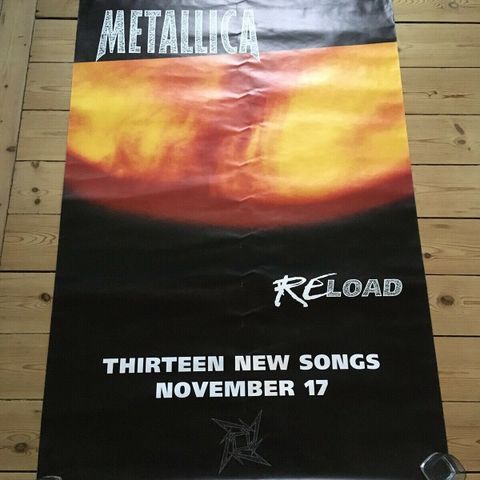 METALLICA
RELOAD
THIRTEEN NEW SONGS
NOVEMBER 17